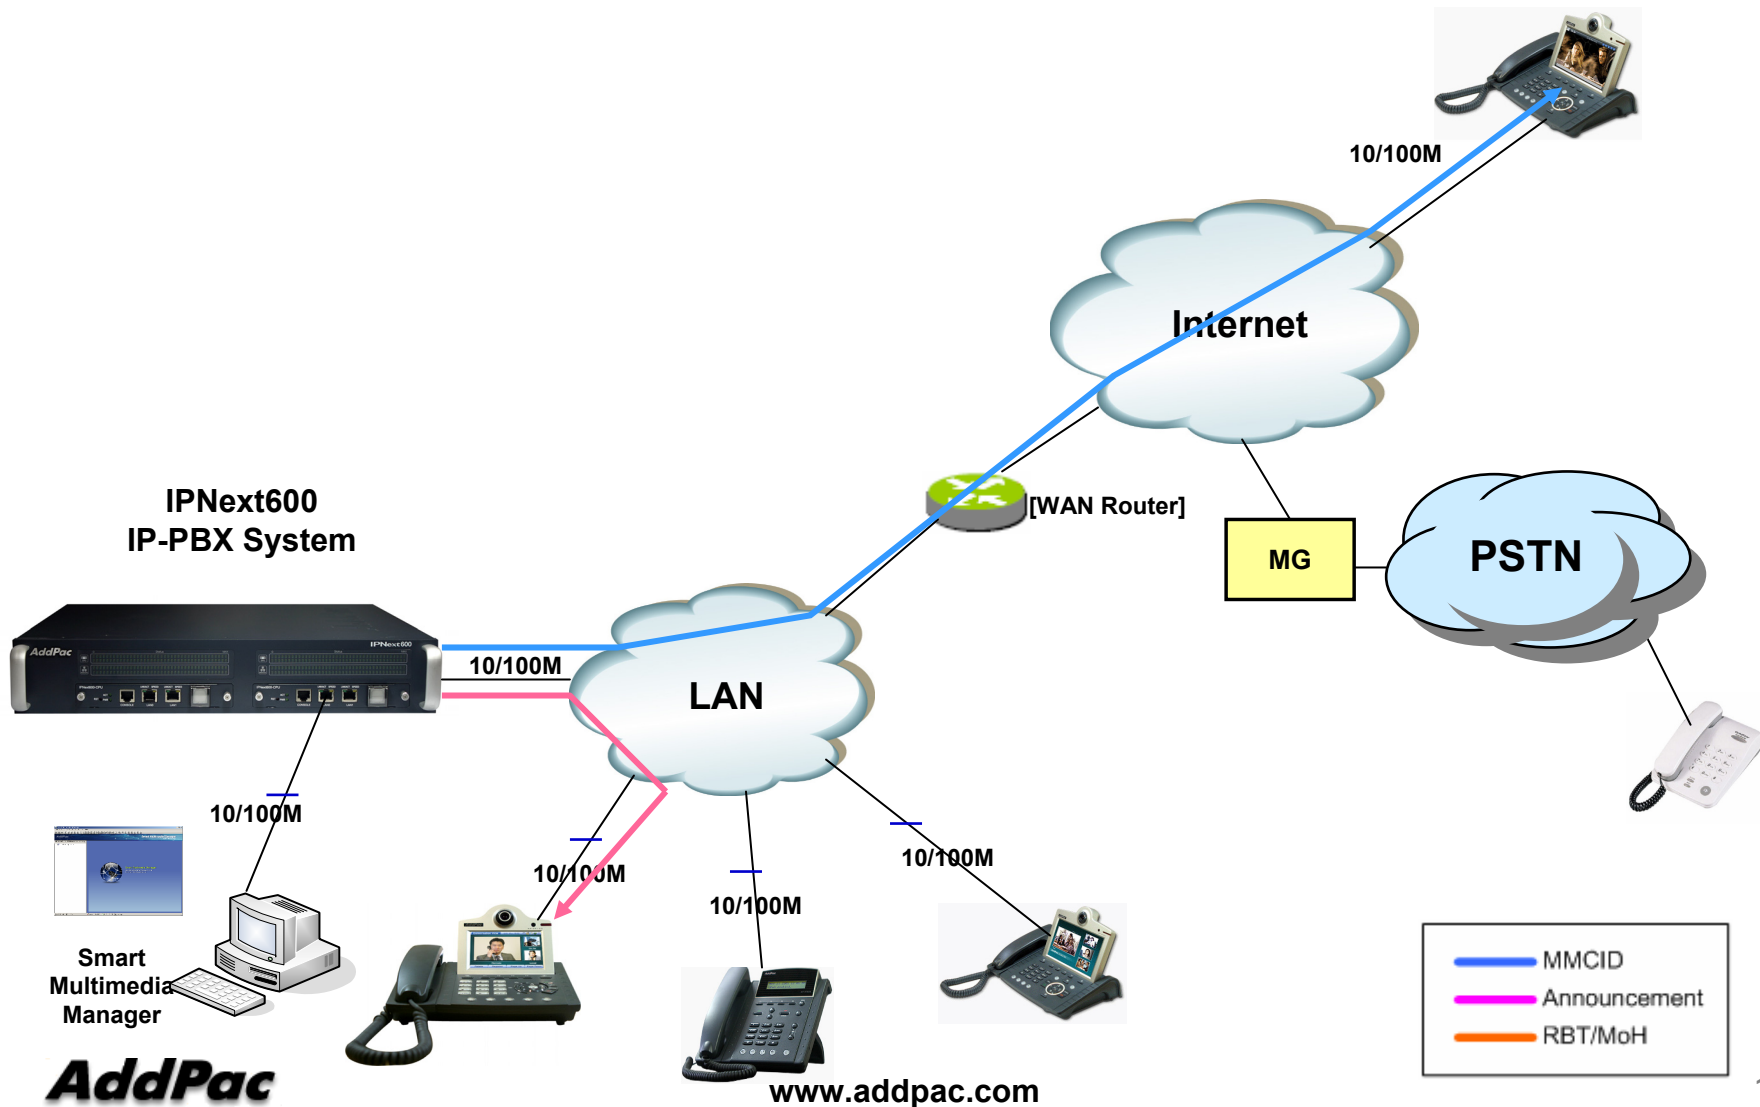 10/100M
Internet
[WAN Router]
IPNext600
IP-PBX System
MG
PSTN
AddPac
IPNext600
10/100M
LAN
10/100M
10/100M
10/100M
10/100M
Smart
Multimedia
Manager
MMCID
Announcement
RBT/MoH
AddPac
www.addpac.com